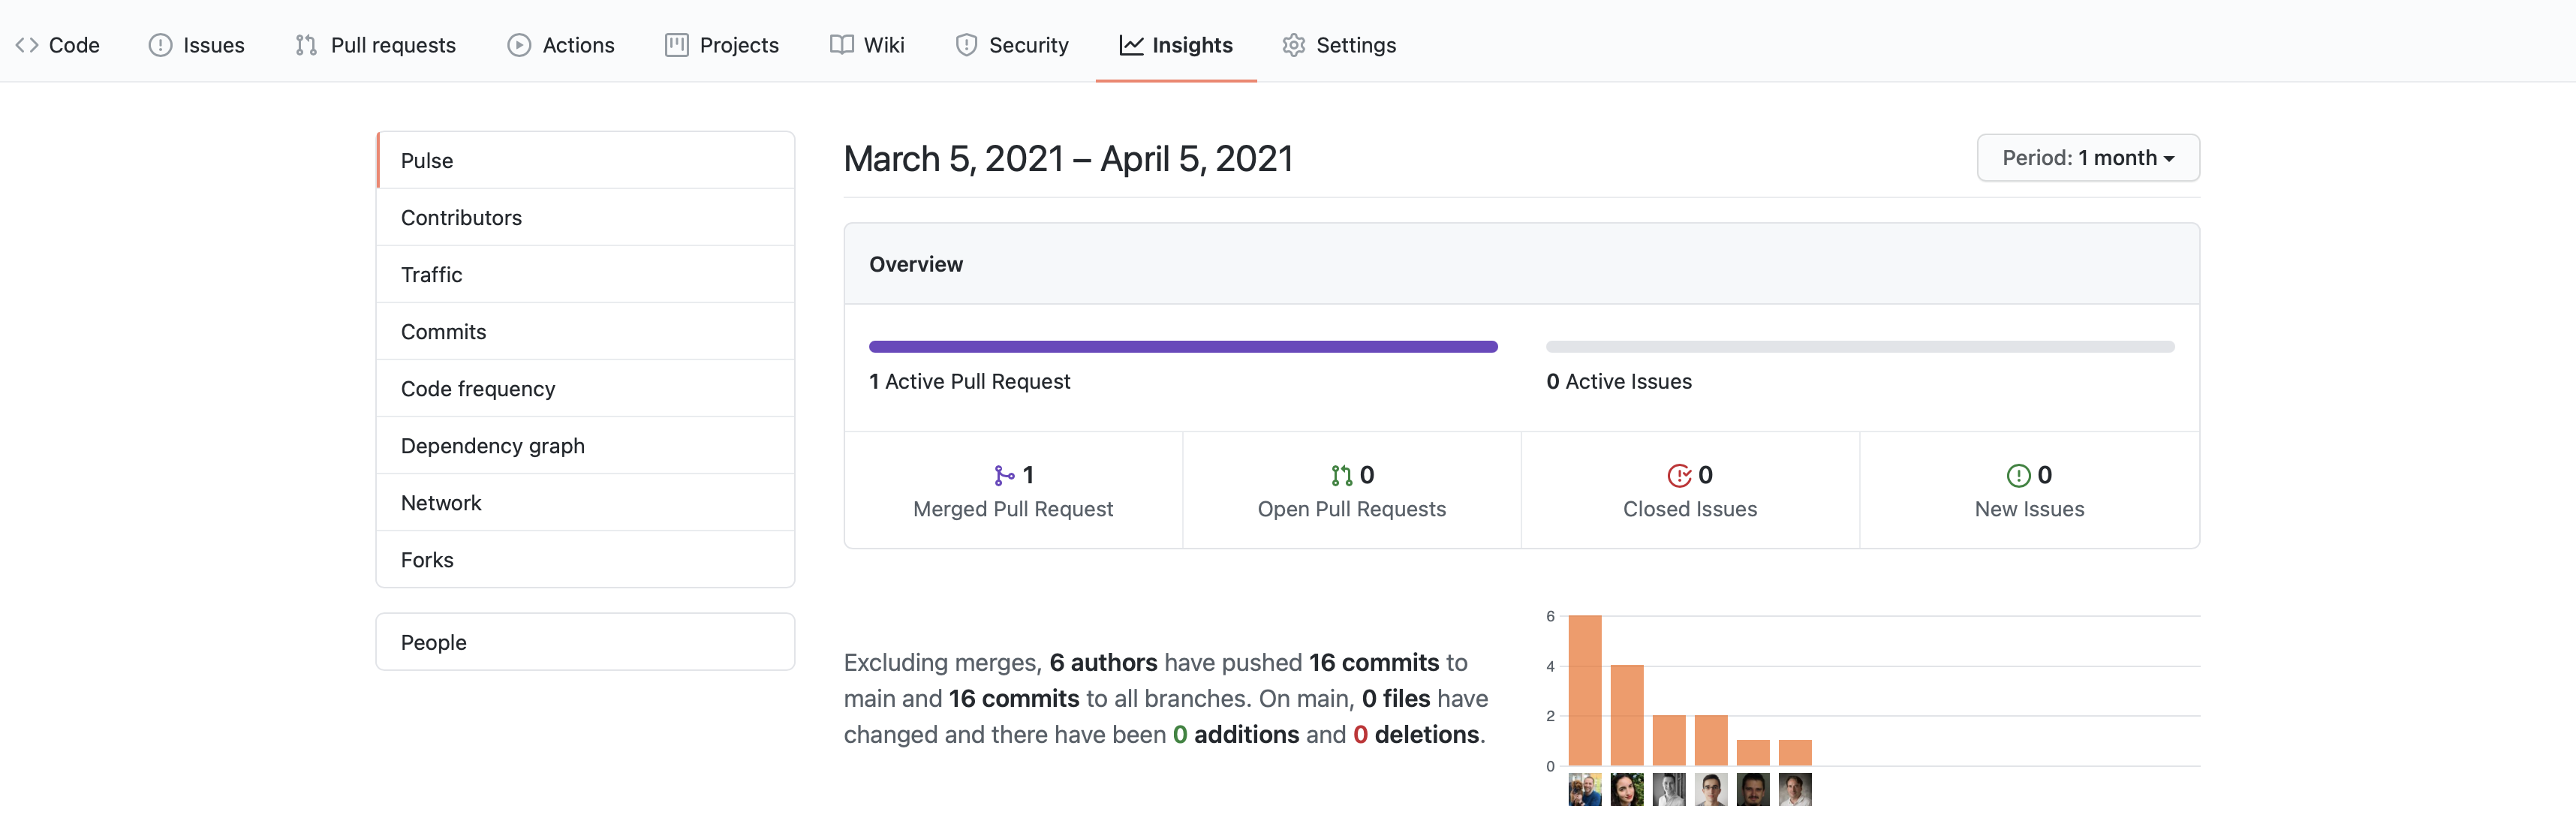 Code Issues Pull requests Actions Projects Wiki Security Insights Settings
Pulse
Contributors
Traffic
Commits
Code frequency
Dependency graph
Network
Forks
People
March 5, 2021 – April 5, 2021
Period: 1 month
Overview
1 Active Pull Request
0 Active Issues
1
Merged Pull Request
0
Open Pull Requests
0
Closed Issues
0
New Issues
Excluding merges, 6 authors have pushed 16 commits to
main and 16 commits to all branches. On main, 0 files have
changed and there have been 0 additions and 0 deletions.
6
4
2
0